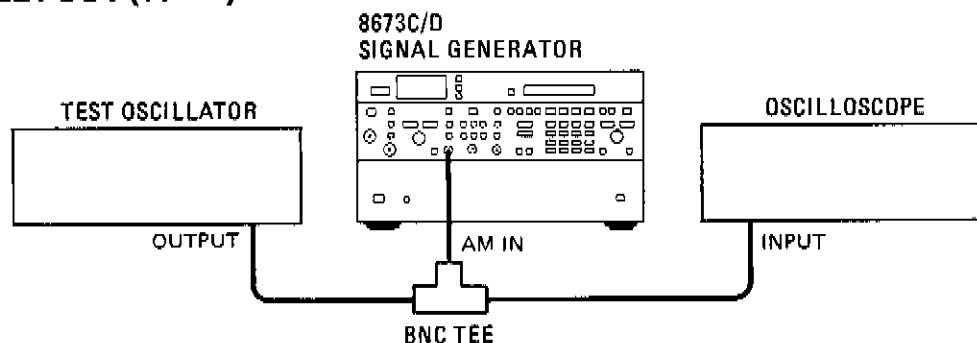 8673C/D
SIGNAL GENERATOR
TEST OSCILLATOR
OSCILLOSCOPE
OUTPUT
AM IN
INPUT
BNC TEE